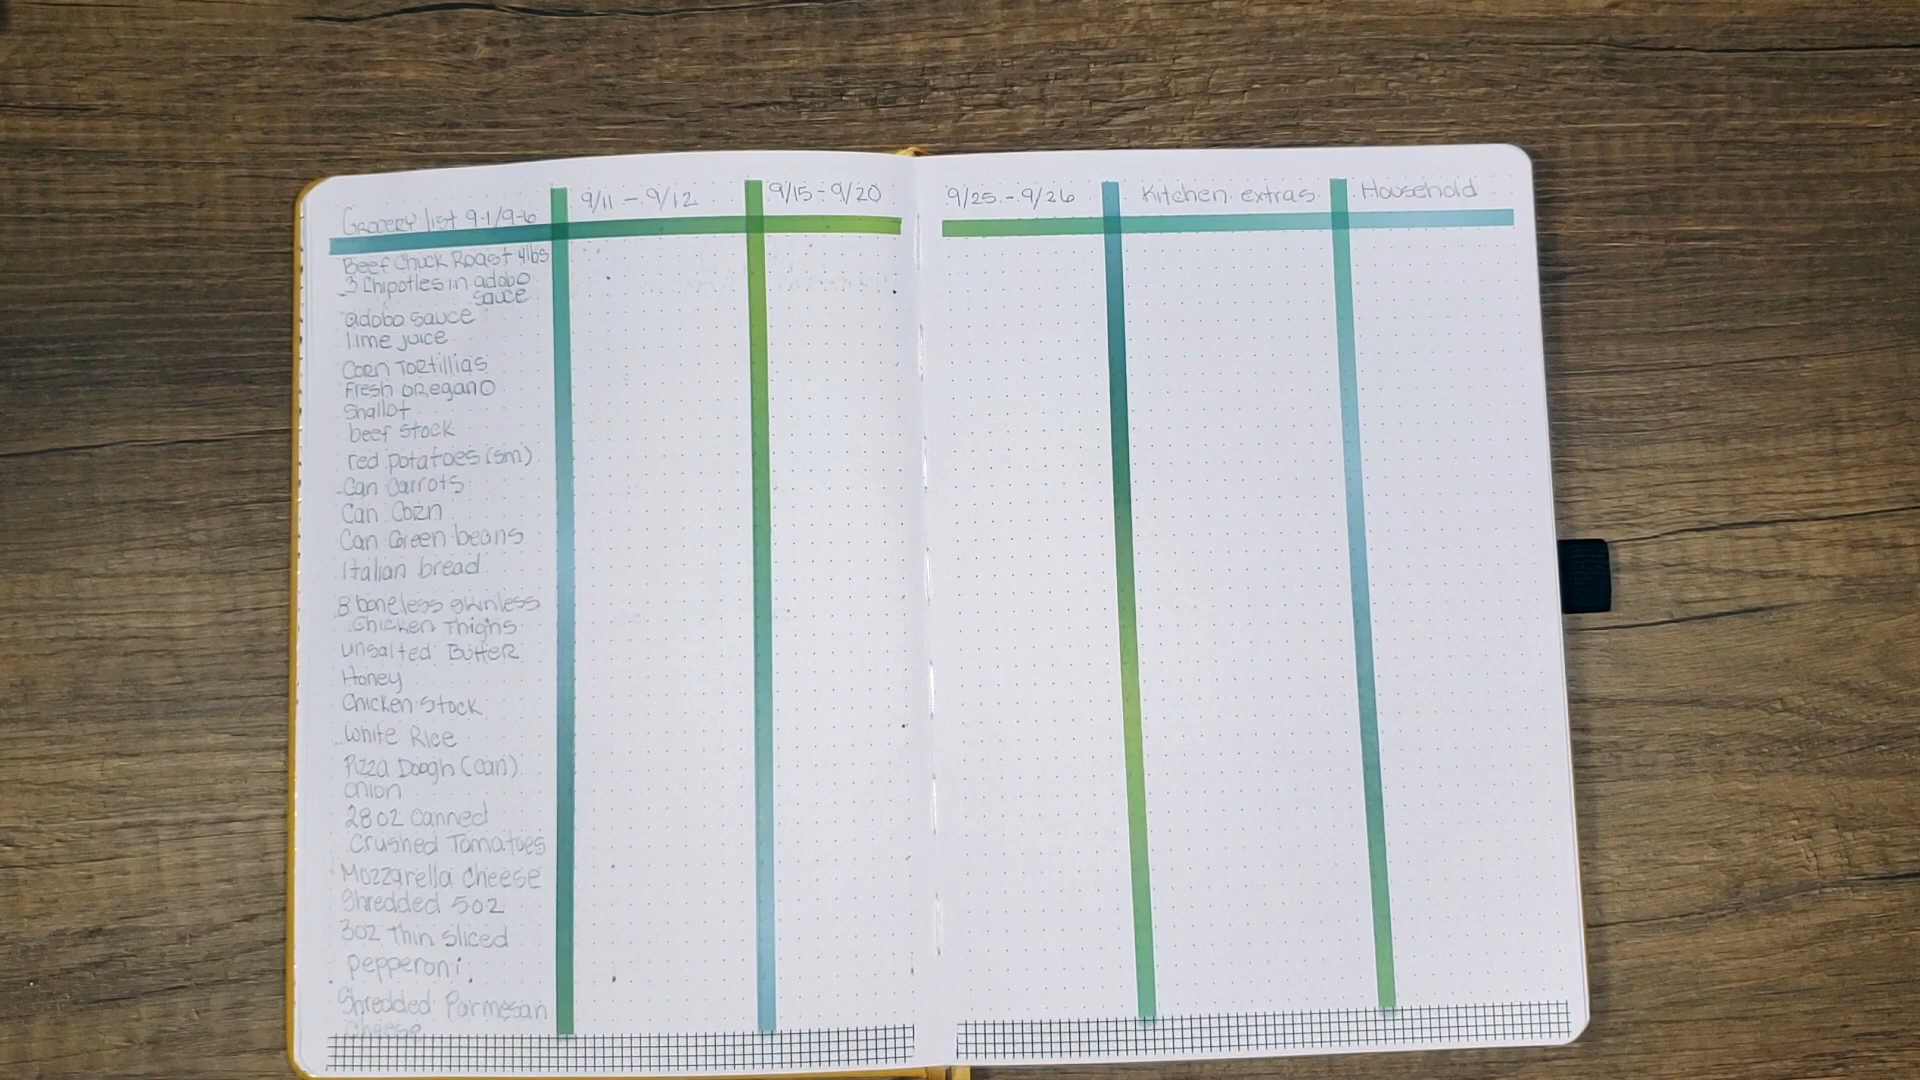 Grocery list 9-1/9-6
Beef Chuck Roast 4lbs
3 Chipotles in adobo
sauce
adobo sauce
lime juice
Corn Tortillias
Fresh oregano
Shallot
beef stock
red potatoes (sm)
Can Carrots
Can Corn
Can Green beans
Italian bread
8 boneless skinless
Chicken Thighs
unsalted Butter
Honey
Chicken Stock
White Rice
Pizza Dough (can)
onion
28oz canned
Crushed Tomatoes
Mozzarella Cheese
Shredded 5oz
3oz Thin Sliced
pepperoni
Shredded Parmesan
Cheese
9/11 - 9/12
9/15 - 9/20
9/25 - 9/26
Kitchen extras
Household